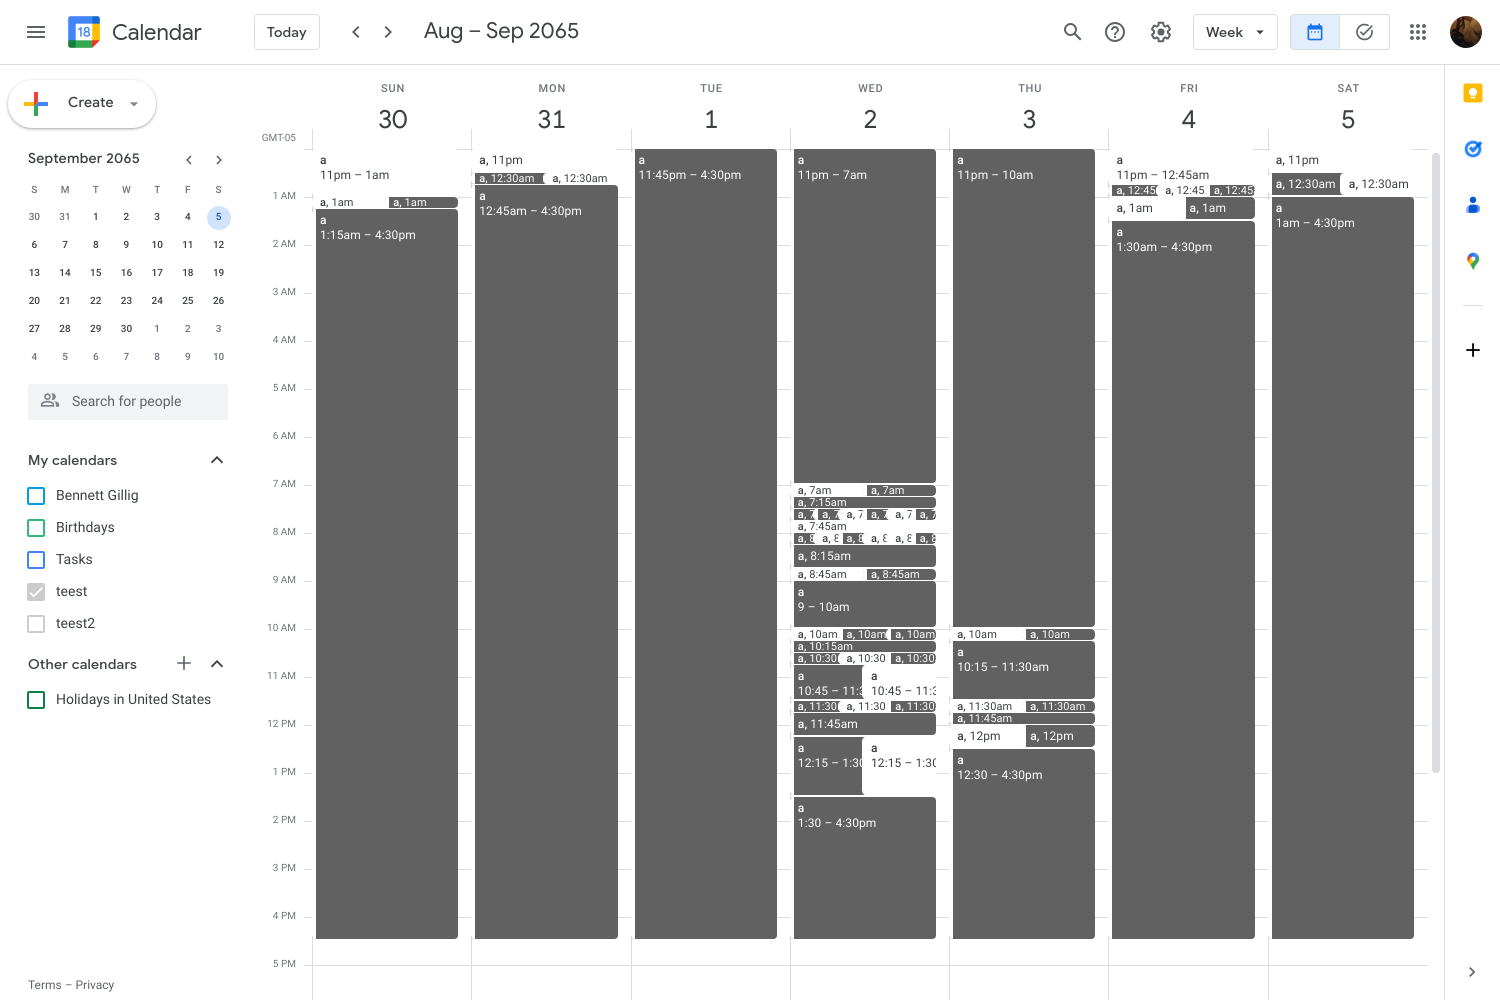 18 Calendar
Today
Aug – Sep 2065
Week
Create
September 2065
S M T W T F S
30 31 1 2 3 4 5
6 7 8 9 10 11 12
13 14 15 16 17 18 19
20 21 22 23 24 25 26
27 28 29 30 1 2 3
4 5 6 7 8 9 10
Search for people
My calendars
Bennett Gillig
Birthdays
Tasks
teest
teest2
Other calendars
Holidays in United States
Terms – Privacy
GMT-05
SUN MON TUE WED THU FRI SAT
30 31 1 2 3 4 5
1 AM
2 AM
3 AM
4 AM
5 AM
6 AM
7 AM
8 AM
9 AM
10 AM
11 AM
12 PM
1 PM
2 PM
3 PM
4 PM
5 PM
a
11pm – 1am
a, 1am
a, 1am
a
1:15am – 4:30pm
a, 11pm
a, 12:30am
a, 12:30am
a
12:45am – 4:30pm
a
11:45pm – 4:30pm
a
11pm – 7am
a, 7am
a, 7am
a, 7:15am
a, 7 a, 7 a, 7 a, 7 a, 7 a, 7
a, 7:45am
a, 8 a, 8 a, 8 a, 8 a, 8 a, 8
a, 8:15am
a, 8:45am
a, 8:45am
a
9 – 10am
a, 10am
a, 10am
a, 10am
a, 10:15am
a, 10:30
a, 10:30
a, 10:30
a
10:45 – 11:3
a
10:45 – 11:3
a, 11:30
a, 11:30
a, 11:30
a, 11:45am
a
12:15 – 1:30
a
12:15 – 1:30
a
1:30 – 4:30pm
a
11pm – 10am
a, 10am
a, 10am
a
10:15 – 11:30am
a, 11:30am
a, 11:30am
a, 11:45am
a, 12pm
a, 12pm
a
12:30 – 4:30pm
a
11pm – 12:45am
a, 12:45
a, 12:45
a, 12:45
a, 1am
a, 1am
a
1:30am – 4:30pm
a, 11pm
a, 12:30am
a, 12:30am
a
1am – 4:30pm